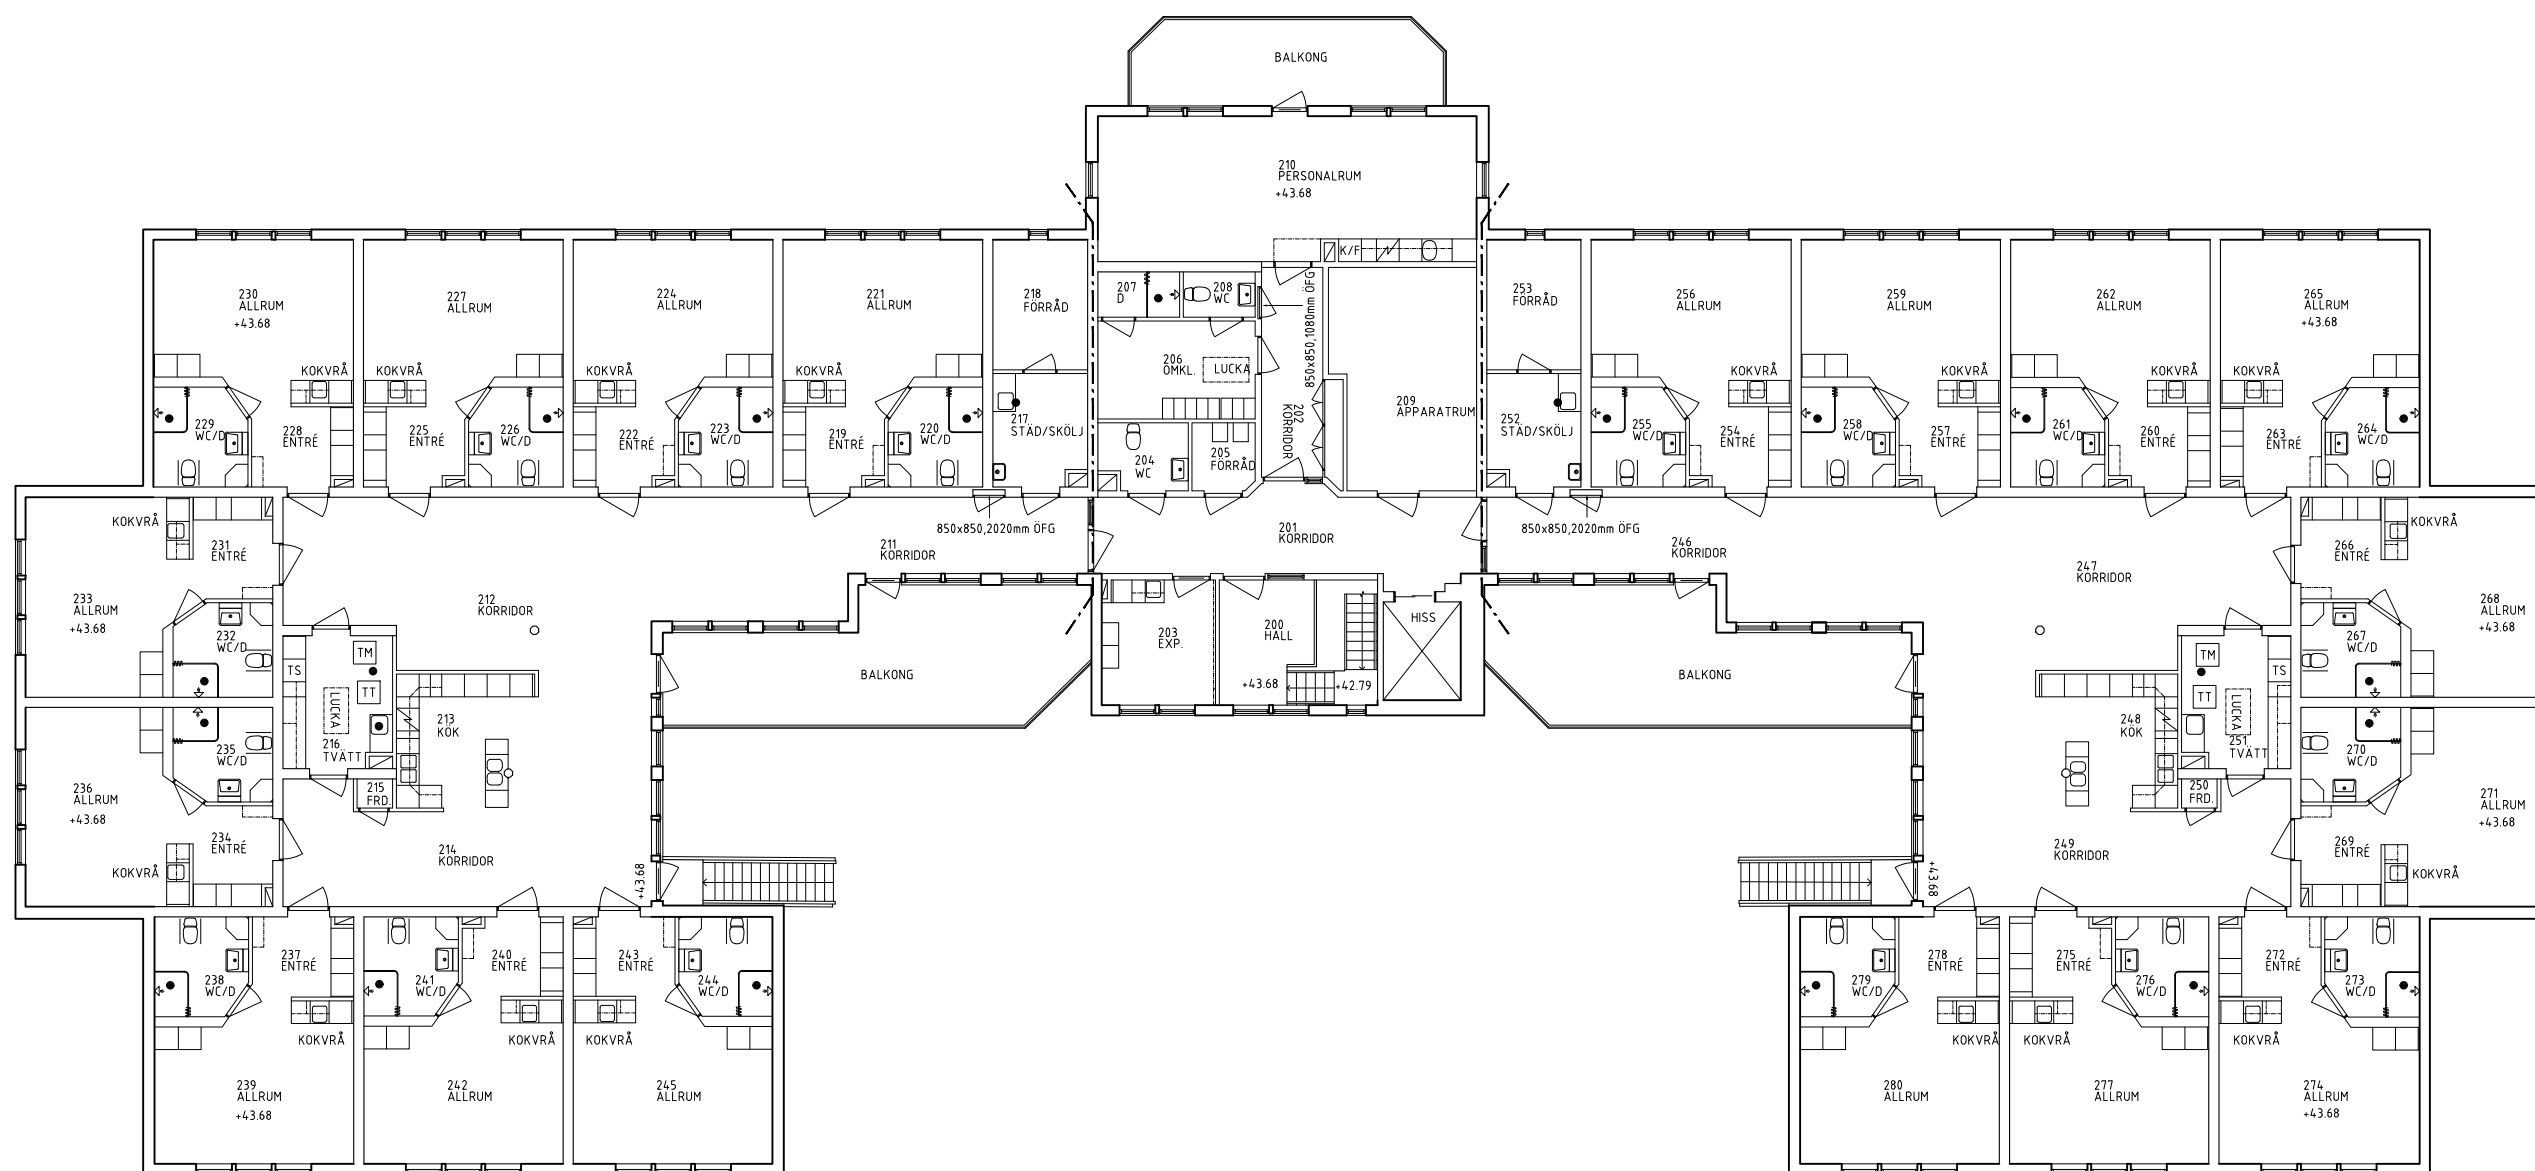 BALKONG
210
PERSONALRUM
+43.68
K/F
230
ALLRUM
+43.68
227
ALLRUM
224
ALLRUM
221
ALLRUM
218
FÖRRÅD
207
D
208
WC
850x850,1080mm ÖFG
253
FÖRRÅD
256
ALLRUM
259
ALLRUM
262
ALLRUM
265
ALLRUM
+43.68
KOKVRÅ
KOKVRÅ
KOKVRÅ
KOKVRÅ
206
OMKL.
LUCKA
KOKVRÅ
KOKVRÅ
KOKVRÅ
KOKVRÅ
229
WC/D
228
ENTRÉ
225
ENTRÉ
226
WC/D
222
ENTRÉ
223
WC/D
219
ENTRÉ
220
WC/D
217
STÄD/SKÖLJ
204
WC
205
FÖRRÅD
202
KORRIDOR
209
APPARATRUM
252
STÄD/SKÖLJ
255
WC/D
254
ENTRÉ
258
WC/D
257
ENTRÉ
261
WC/D
260
ENTRÉ
263
ENTRÉ
264
WC/D
KOKVRÅ
231
ENTRÉ
211
KORRIDOR
850x850,2020mm ÖFG
201
KORRIDOR
850x850,2020mm ÖFG
246
KORRIDOR
247
KORRIDOR
266
ENTRÉ
KOKVRÅ
233
ALLRUM
+43.68
232
WC/D
212
KORRIDOR
TM
TS
TT
LUCKA
216
TVÄTT
213
KÖK
215
FRD.
BALKONG
203
EXP.
200
HALL
+43.68
+42.79
HISS
BALKONG
248
KÖK
TM
TS
TT
LUCKA
251
TVÄTT
250
FRD.
267
WC/D
268
ALLRUM
+43.68
235
WC/D
236
ALLRUM
+43.68
234
ENTRÉ
KOKVRÅ
214
KORRIDOR
+43.68
249
KORRIDOR
+43.68
270
WC/D
271
ALLRUM
+43.68
269
ENTRÉ
KOKVRÅ
238
WC/D
237
ENTRÉ
241
WC/D
240
ENTRÉ
243
ENTRÉ
244
WC/D
279
WC/D
278
ENTRÉ
275
ENTRÉ
276
WC/D
272
ENTRÉ
273
WC/D
KOKVRÅ
KOKVRÅ
KOKVRÅ
KOKVRÅ
KOKVRÅ
KOKVRÅ
239
ALLRUM
+43.68
242
ALLRUM
245
ALLRUM
280
ALLRUM
277
ALLRUM
274
ALLRUM
+43.68